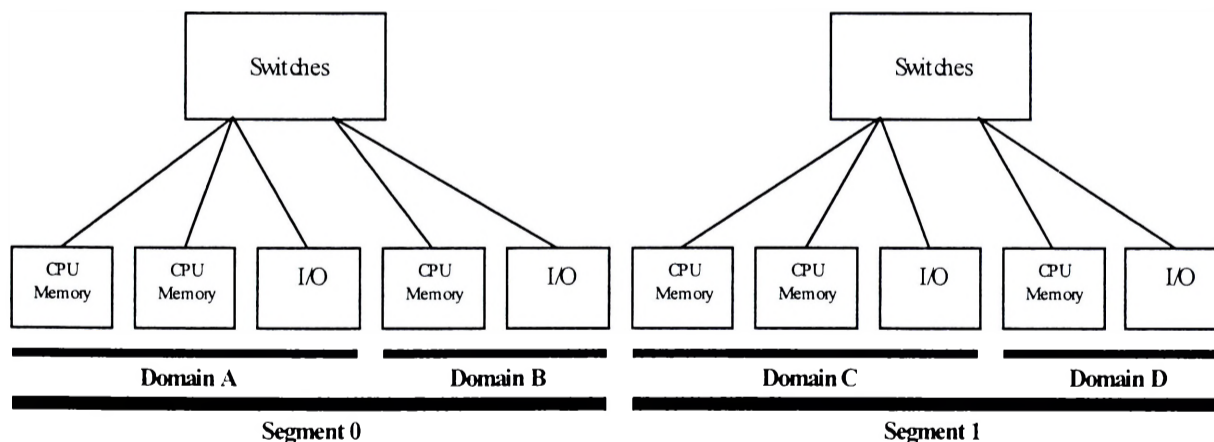 Switches
Switches
CPU
Memory
CPU
Memory
I/O
CPU
Memory
I/O
CPU
Memory
CPU
Memory
I/O
CPU
Memory
I/O
Domain A
Domain B
Domain C
Domain D
Segment 0
Segment 1